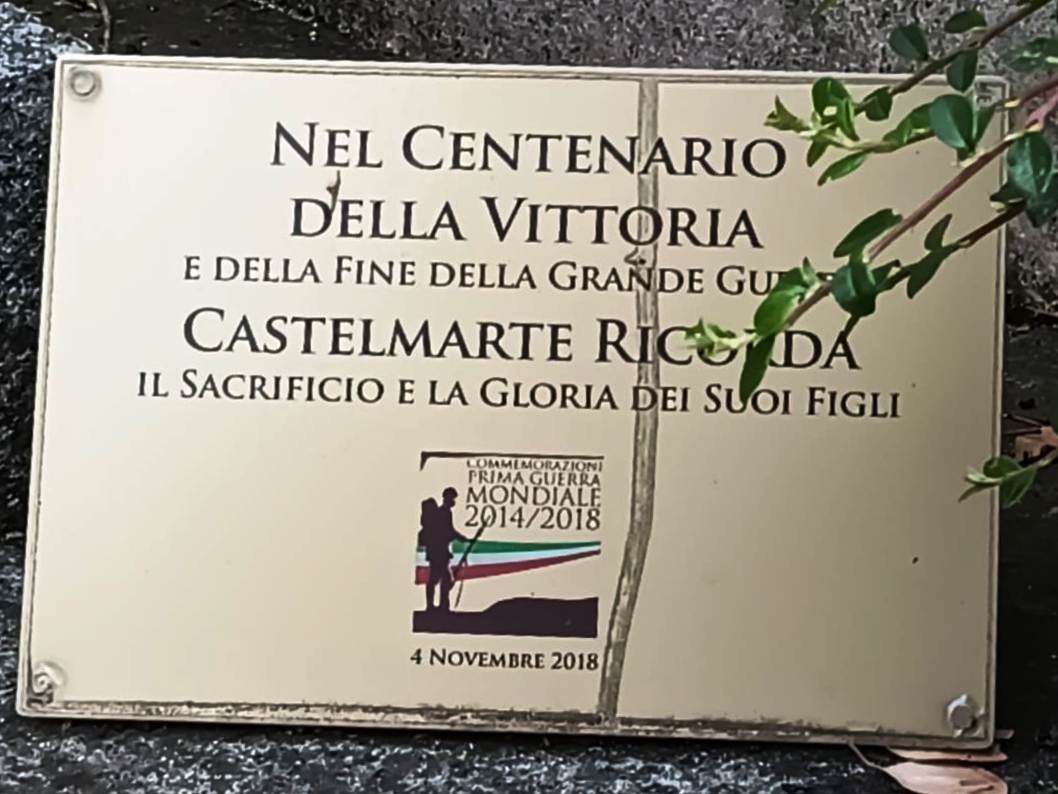 NEL CENTENARIO
DELLA VITTORIA
E DELLA FINE DELLA GRANDE
CASTELMARTE RICORDA
IL SACRIFICIO E LA GLORIA DEI SUOI FIGLI
COMMEMORAZIONI
PRIMA GUERRA
MONDIALE
2014/2018
4 NOVEMBRE 2018